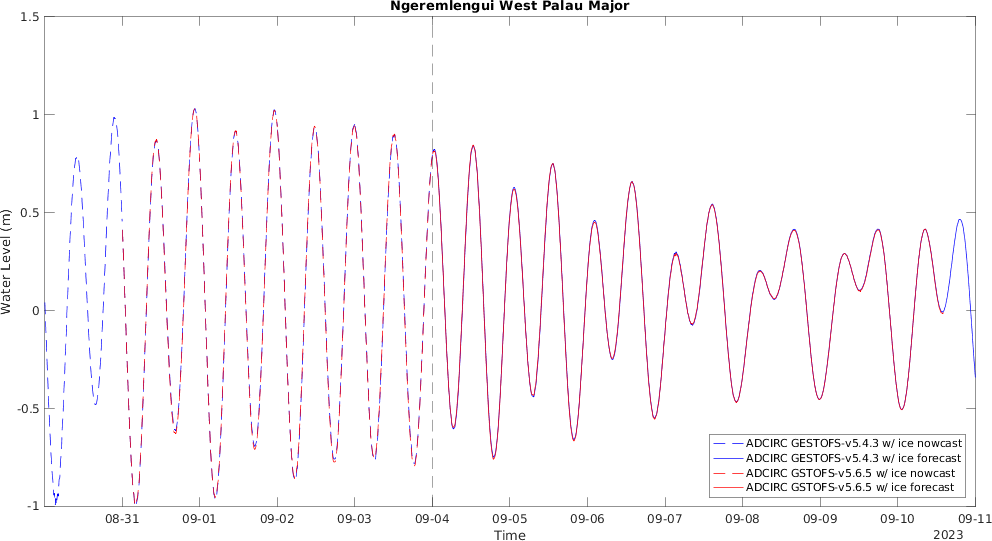 Ngeremlengui West Palau Major
1.5
1
0.5
0
-0.5
-1
Water Level (m)
08-31 09-01 09-02 09-03 09-04 09-05 09-06 09-07 09-08 09-09 09-10 09-11
Time
2023
ADCIRC GESTOFS-v5.4.3 w/ ice nowcast
ADCIRC GESTOFS-v5.4.3 w/ ice forecast
ADCIRC GSTOFS-v5.6.5 w/ ice nowcast
ADCIRC GSTOFS-v5.6.5 w/ ice forecast